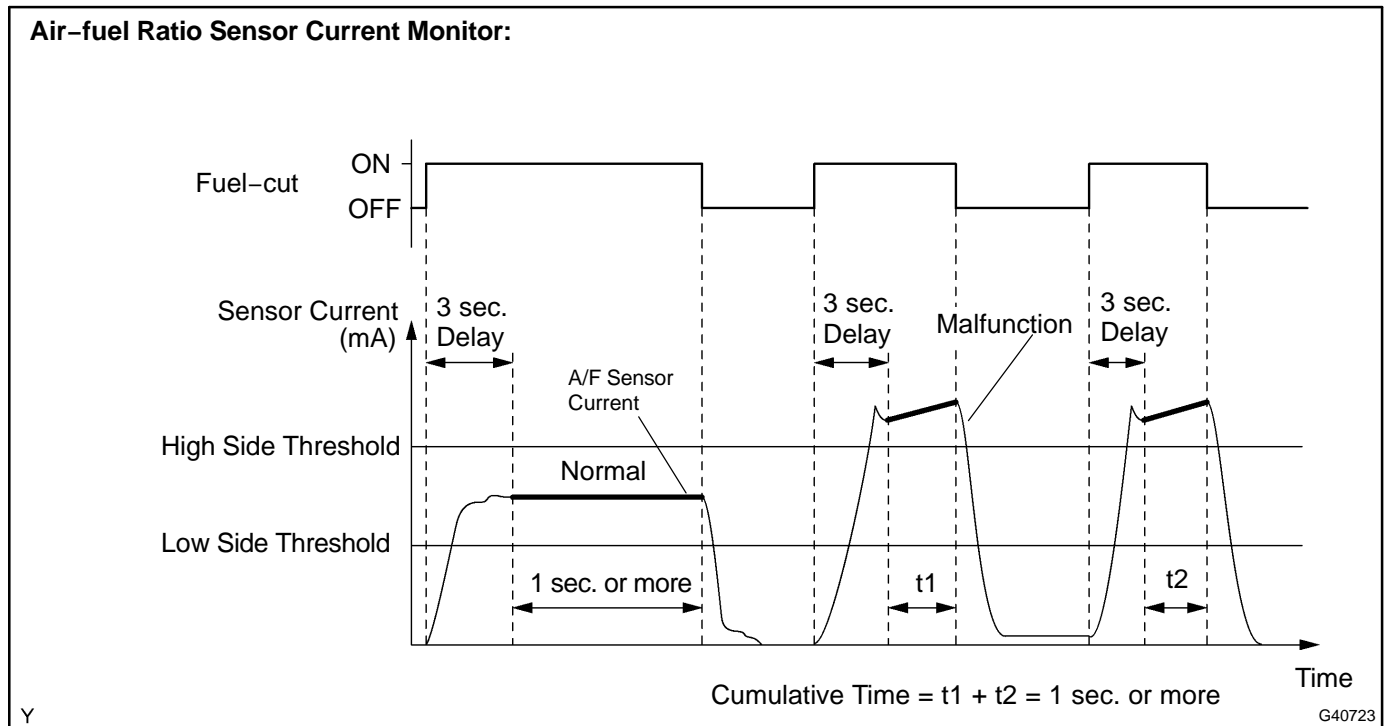 Air−fuel Ratio Sensor Current Monitor:
ON
Fuel−cut
OFF
Sensor Current
(mA)
3 sec.
Delay
3 sec.
Delay
Malfunction
3 sec.
Delay
A/F Sensor
Current
High Side Threshold
Normal
Low Side Threshold
1 sec. or more
t1
t2
Time
Cumulative Time = t1 + t2 = 1 sec. or more
Y
G40723